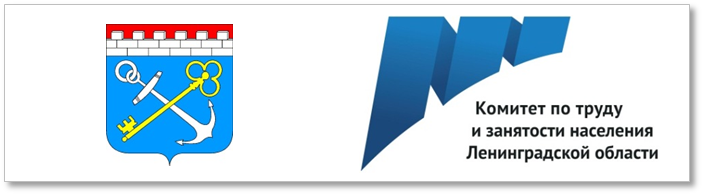 Комитет по труду
и занятости населения
Ленинградской области